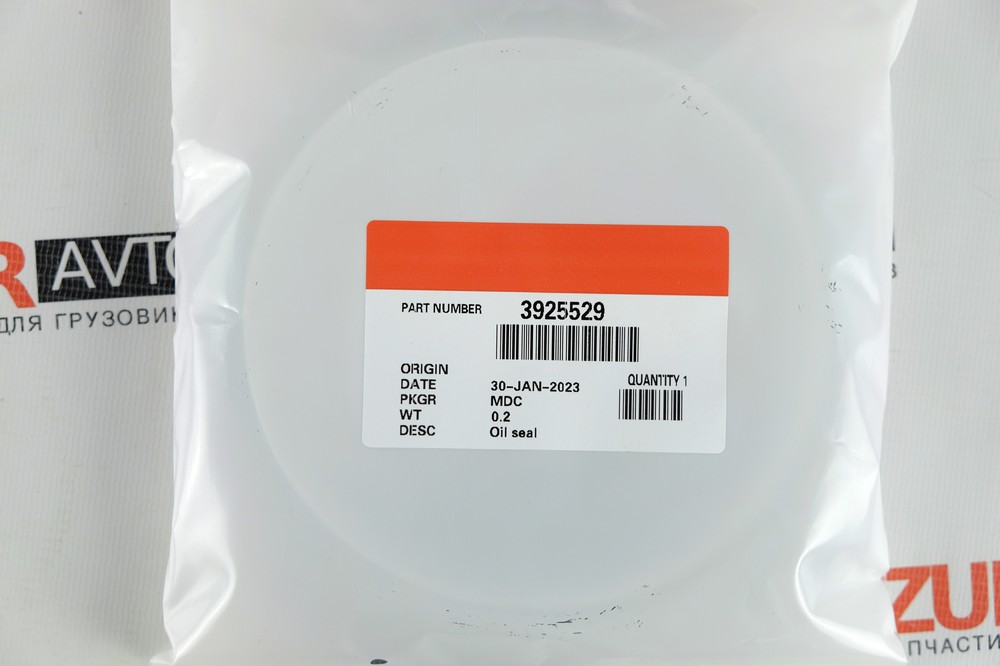 R AVTO
ДЛЯ ГРУЗОВИК
PART NUMBER 3925529
ORIGIN
DATE 30-JAN-2023
PKGR MDC
WT 0.2
DESC Oil seal
QUANTITY 1
В
ZU
ПЧАСТИ